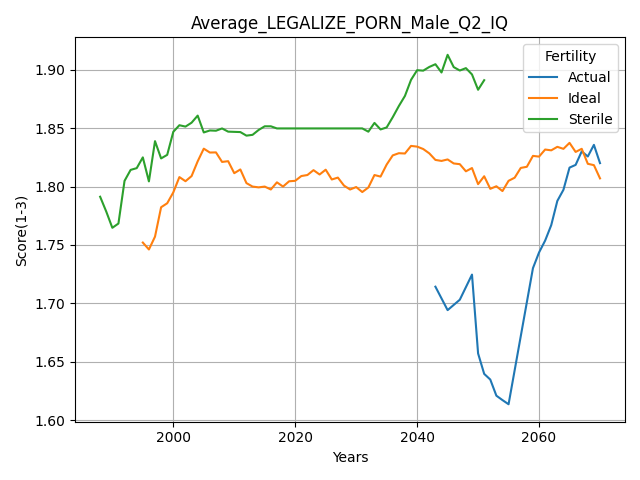 Average_LEGALIZE_PORN_Male_Q2_IQ
Score(1-3)
1.90
1.85
1.80
1.75
1.70
1.65
1.60
Fertility
Actual
Ideal
Sterile
2000
2020
2040
2060
Years